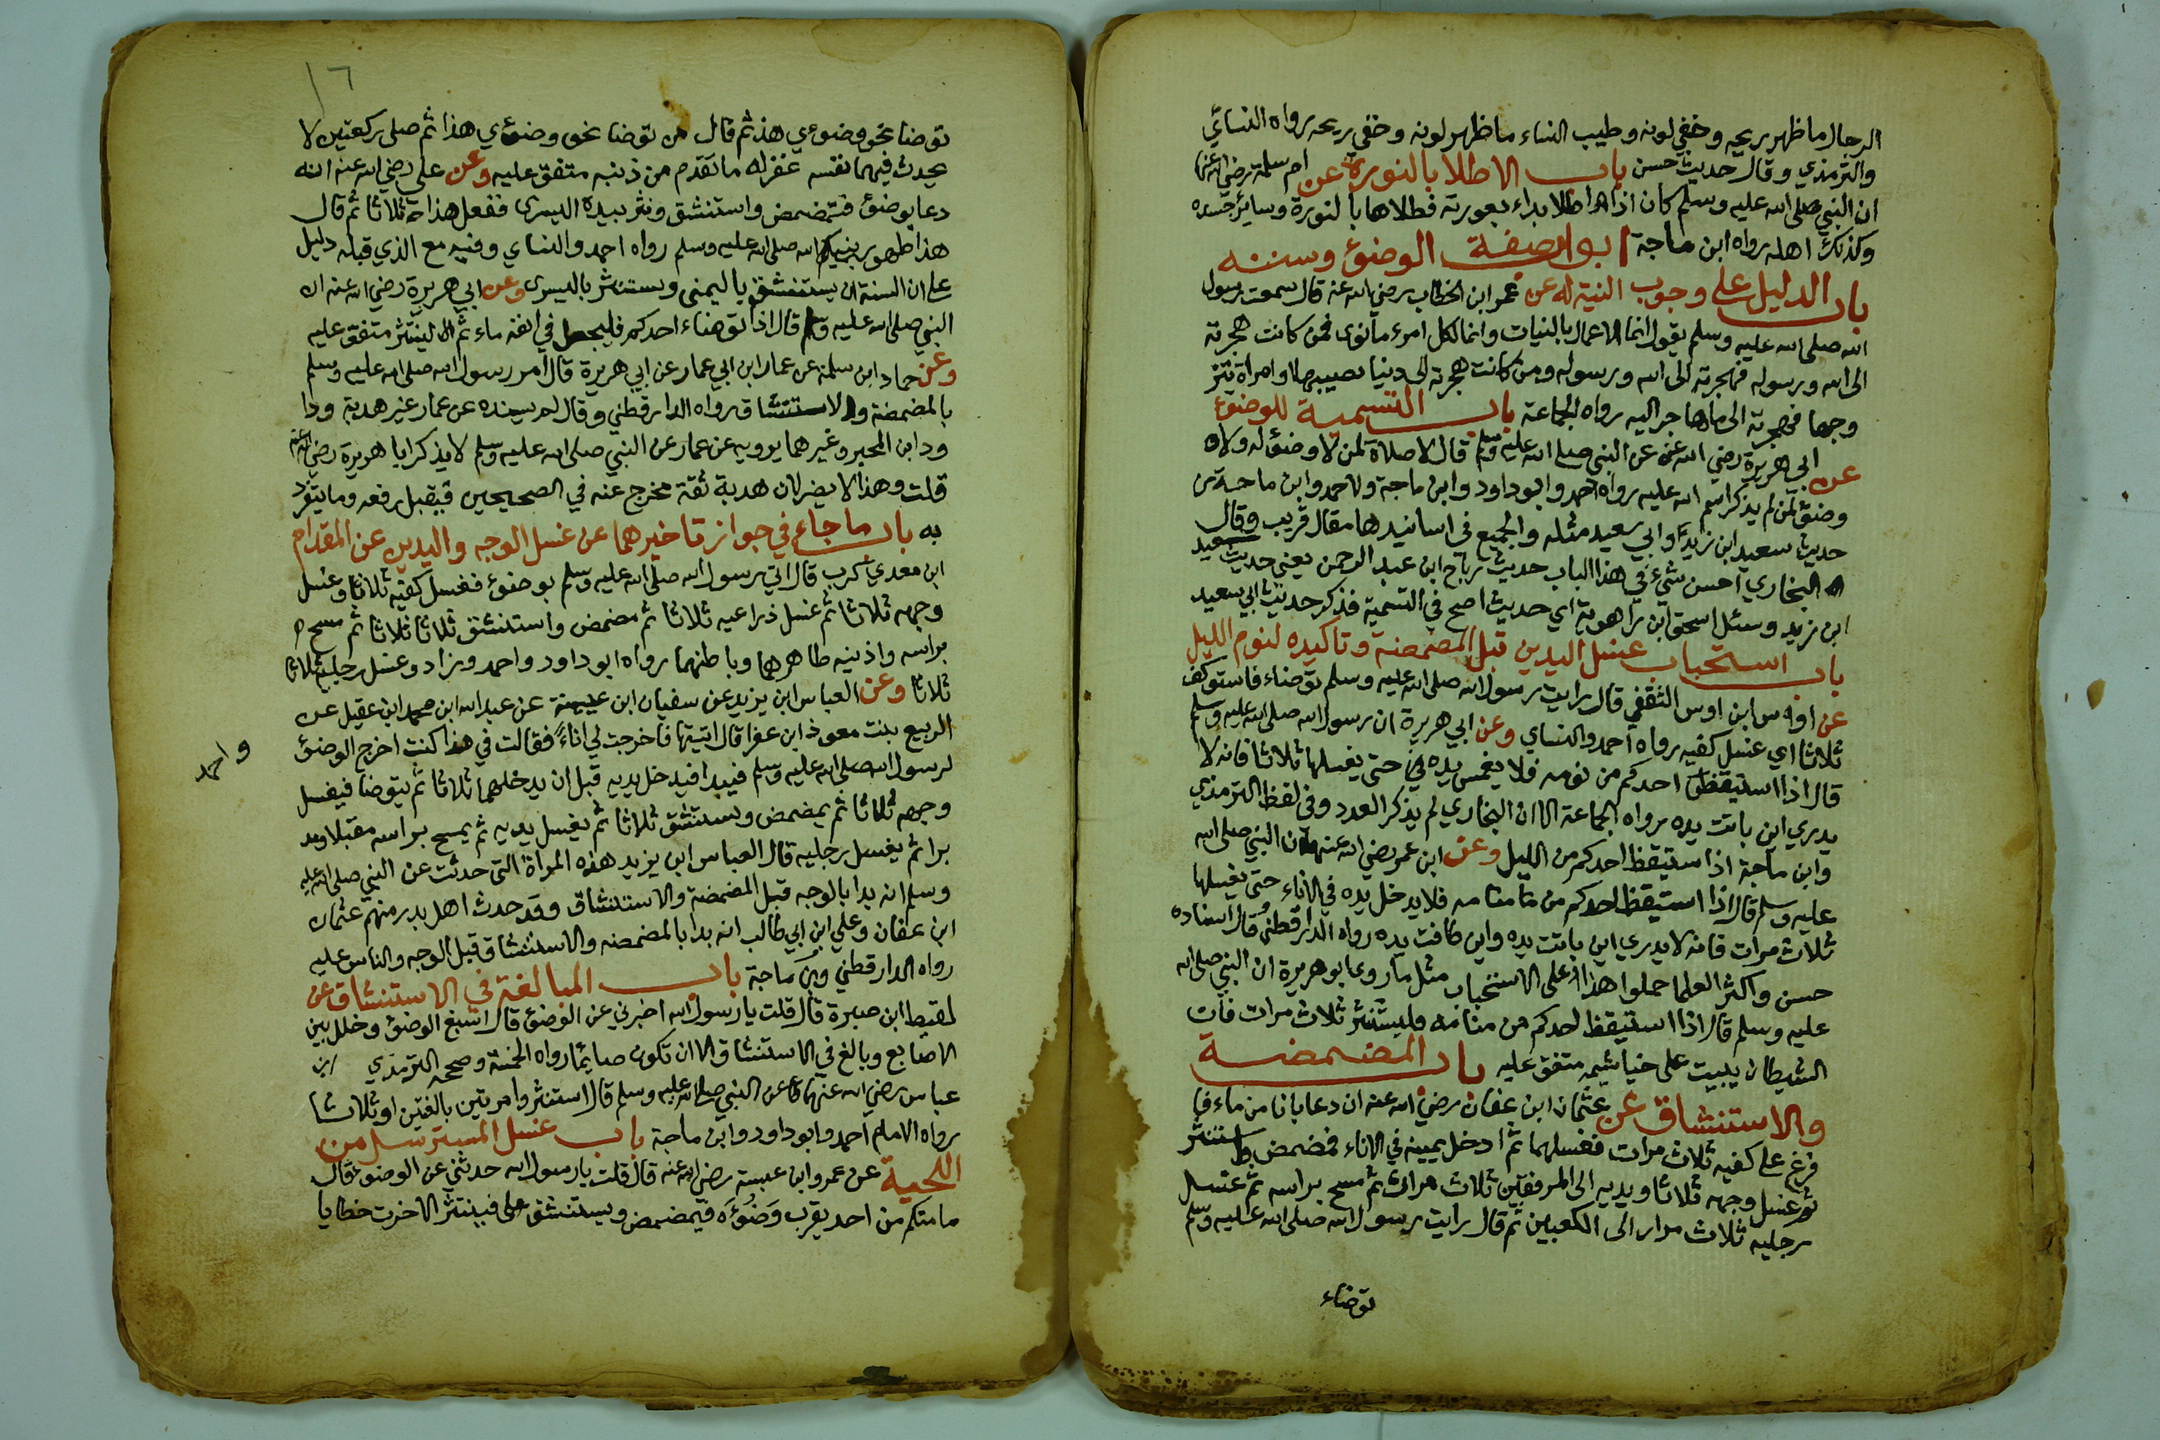 الرجال ما ظهر ريحه وخفي لونه وطيب النساء ما ظهر لونه وخفي ريحه رواه النسائي
والترمذي وقال حديث حسن باب الاطلا بالنورة عن ام سلمة رضي الله عنها
ان النبي صلى الله عليه وسلم كان اذا اطلا بداء بعورته فطلاها بالنورة وسائر جسده
وكذلك اهله رواه ابن ماجة ابواب صفة الوضوء وسننه
باب الدليل على وجوب النية له عن عمر ابن الخطاب رضي الله عنه قال سمعت رسول
الله صلى الله عليه وسلم يقول انما الاعمال بالنيات وانما لكل امرء ما نوى فمن كانت هجرته
الى الله ورسوله فهجرته الى الله ورسوله ومن كانت هجرته الى دنيا يصيبها او امراة يتز
وجها فهجرته الى ما هاجر اليه رواه الجماعة باب التسمية للوضوء
عن ابي هريرة رضي الله عنه عن النبي صلى الله عليه وسلم قال لا صلاة لمن لا وضوء له ولا
وضوء لمن لم يذكر اسم الله عليه رواه احمد وابو داود وابن ماجة ولاحمد وابن ماجة من
حديث سعيد ابن زيد وابي سعيد مثله والجميع في اسانيدها مقال قريب وقال
البخاري احسن شيء في هذا الباب حديث رباح ابن عبد الرحمن يعني حديث سعيد
ابن زيد وسئل اسحق ابن راهوية اي حديث اصح في التسمية فذكر حديث ابي سعيد
باب استحباب غسل اليدين قبل المضمضة وتاكيده لنوم الليل
عن اوس ابن اوس الثقفي قال رايت رسول الله صلى الله عليه وسلم توضاء فاستوكف
ثلاثا اي غسل كفيه رواه احمد والنساي وعن ابي هريرة ان رسول الله صلى الله عليه وسلم
قال اذا استيقظ احدكم من نومه فلا يغمس يده حتى يغسلها ثلاثا فانه لا
يدري اين باتت يده رواه الجماعة الا ان البخاري لم يذكر العدد وفي لفظ الترمذي
وابن ماجة اذا استيقظ احدكم من الليل وعن ابن عمر رضي الله عنهما ان النبي صلى الله
عليه وسلم قال اذا استيقظ احدكم من منامه فلا يدخل يده في الاناء حتى يغسلها
ثلاث مرات فانه لا يدري اين باتت يده واين طافت يده رواه الدارقطني وقال اسناده
حسن واكثر العلما حملوا هذا على الاستحباب مثل ما روى ابو هريرة ان النبي صلى الله
عليه وسلم قال اذا استيقظ احدكم من منامه فليستنثر ثلاث مرات فان
الشيطان يبيت على خياشيمه متفق عليه باب المضمضة
والاستنشاق عن عثمان ابن عفان رضي الله عنه ان دعا بانا من ماء فا
فرغ على كفيه ثلاث مرات فغسلهما ثم ادخل يمينه في الاناء فمضمض واستنثر
ثم غسل وجهه ثلاثا ويديه الى المرفقين ثلاث مرات ثم مسح براسه ثم غسل
رجليه ثلاث مرار الى الكعبين ثم قال رايت رسول الله صلى الله عليه وسلم
توضاء
١٦
توضا نحو وضوءي هذ ثم قال من توضا نحو وضوءي هذا ثم صلى ركعتين لا
يحدث فيهما نفسه غفر له ما تقدم من ذنبه متفق عليه وعن علي رضي الله عنه انه
دعا بوضوء فتمضمض واستنشق ونثر بيده اليسرى ففعل هذا ثلاثا ثم قال
هذا طهور نبيكم الله صلى الله عليه وسلم رواه احمد والنساي وفيه مع الذي قبله دليل
على ان السنة ان يستنشق باليمنى ويستنثر باليسرى وعن ابي هريرة رضي الله عنه ان
النبي صلى الله عليه وسلم قال اذا توضاء احدكم فليجعل في انفه ماء ثم لينتثر متفق عليه
وعن حماد ابن سلمة عن عمار ابن ابي عمار عن ابي هريرة قال امر رسول الله صلى الله عليه وسلم
بالمضمضة والاستنشاق رواه الدارقطني وقال لم يسنده عن عمار غير هدبة ودا
ود ابن المحبر وغيرهما يرويه عن عمار عن النبي صلى الله عليه وسلم لا يذكر ابا هريرة رضي الله عنه
قلت وهذا لا يضر لان هدبة ثقة مخرج عنه في الصحيحين فيقبل رفعه وما يتفرد
به باب ما جاء في جواز تاخيرهما عن غسل الوجه واليدين عن المقدام
ابن معدي كرب قال اتي رسول الله صلى الله عليه وسلم بوضوء فغسل كفيه ثلاثا وغسل
وجهه ثلاثا ثم غسل ذراعيه ثلاثا ثم مضمض واستنشق ثلاثا ثلاثا ثم مسح
براسه واذنيه ظاهرهما وباطنهما رواه ابو داود واحمد وزاد وغسل رجليه ثلاثا
ثلاثا وعن العباس ابن يزيد عن سفيان ابن عيينة عن عبد الله ابن محمد ابن عقيل عن
الربيع بنت معوذ ابن عفرا قال اتيتها فاخرجت لي اناء فقالت في هذا كنت اخرج الوضوء
لرسول الله صلى الله عليه وسلم فيبدا فيدخل يديه قبل ان يدخلهما ثلاثا ثم يتوضا فيغسل
وجهه ثلاثا ثم يمضمض ويستنشق ثلاثا ثم يغسل يديه ثم يمسح براسه مقبلا ومد
برا ثم يغسل رجليه قال العباس ابن يزيد هذه المراة التي حدثت عن النبي صلى الله عليه
وسلم انه بدا بالوجه قبل المضمضة والاستنشاق وقد حدث اهل بدر منهم عثمان
ابن عفان وعلي ابن ابي طالب انه بدا بالمضمضه والاستنشاق قبل الوجه والناس عليه
رواه الدارقطني وبن ماجة باب المبالغة في الاستنشاق عن
لقيط ابن صبرة قال قلت يا رسول الله اخبرني عن الوضوء قال اسبغ الوضوء وخلل بين
الاصابع وبالغ في الاستنشاق الا ان تكون صايما رواه الخمسة وصححه الترمذي ابن
عباس رضي الله عنهما عن النبي صلى الله عليه وسلم قال استنثروا مرتين بالغتين او ثلاثا
رواه الامام احمد وابو داود وابن ماجة باب غسل المسترسل من
اللحية عن عمرو ابن عبسة رضي الله عنه قال قلت يا رسول الله حدثني عن الوضوء قال
ما منكم من احد يقرب وضوءه فيمضمض ويستنشق فينتثر الا خرت خطايا